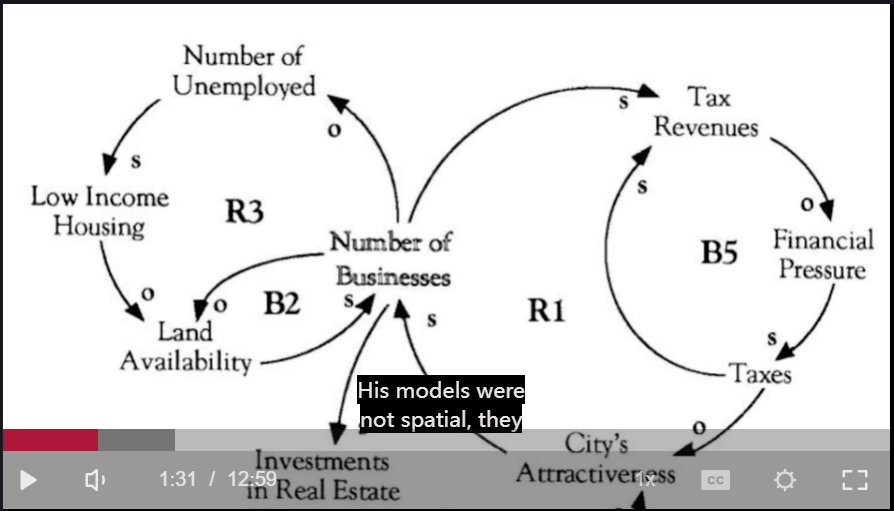 Number of
Unemployed
s
o
Low Income
Housing
R3
o
Land
Availability
o
B2
s
Number of
Businesses
s
Tax
Revenues
s
o
B5
Financial
Pressure
s
Taxes
R1
s
o
City's
Attractiveness
Investments
in Real Estate
His models were
not spatial, they
1:31 / 12:59
1x
CC